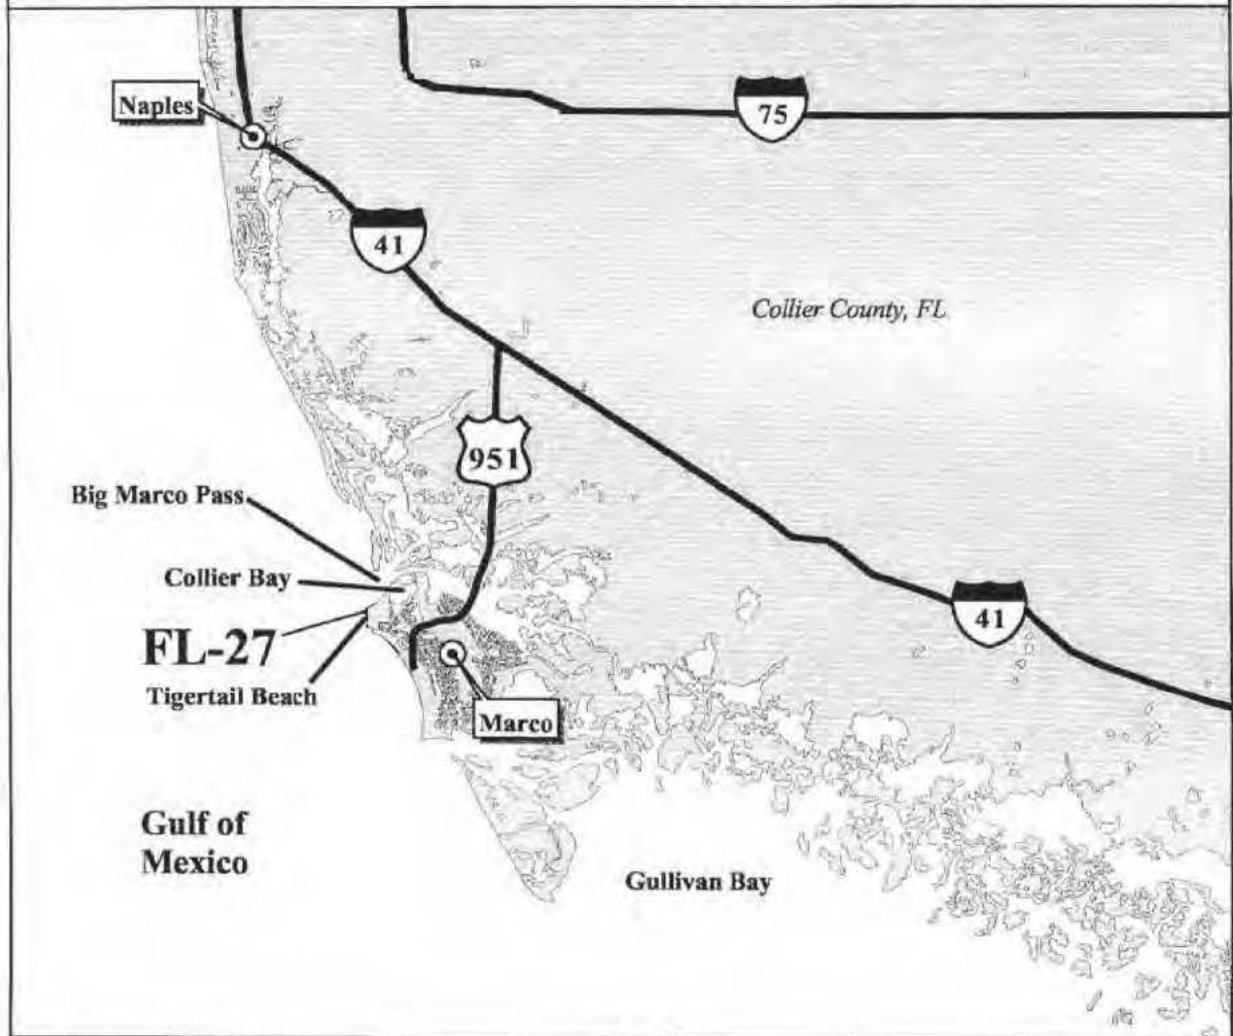 Naples
75
41
Collier County, FL
951
Big Marco Pass
Collier Bay
41
FL-27
Tigertail Beach
Marco
Gulf of
Mexico
Gullivan Bay